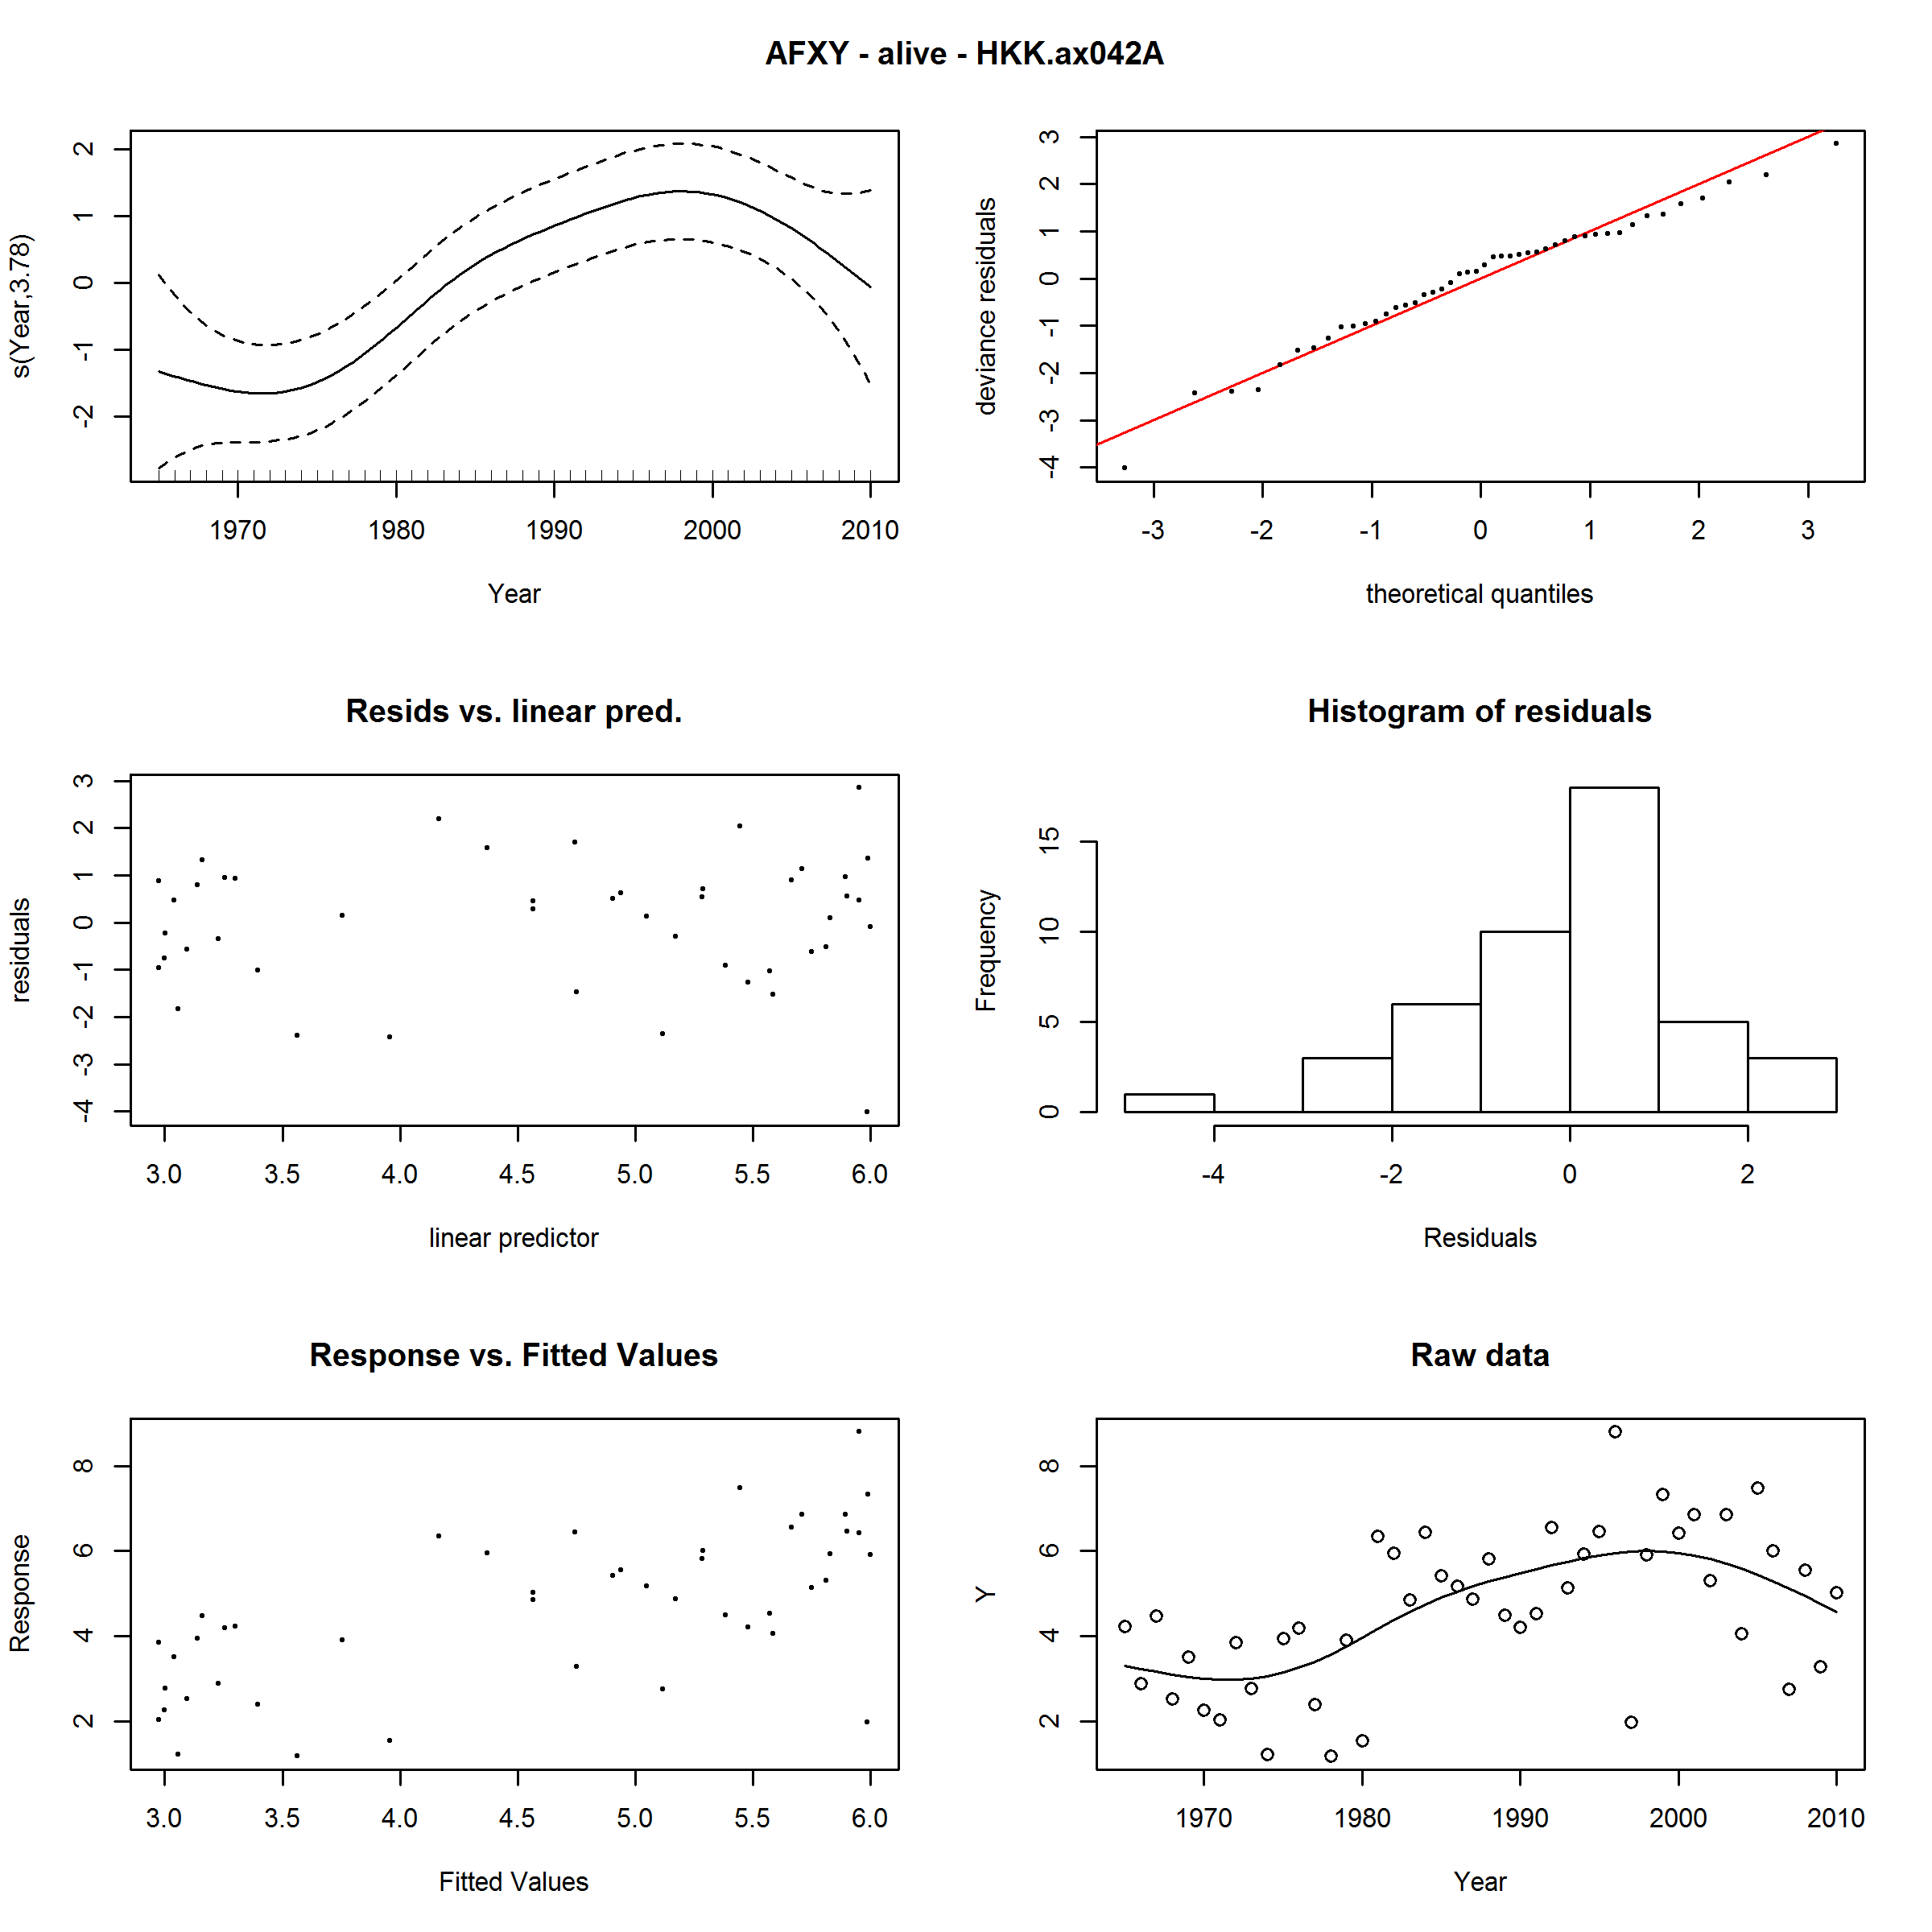 AFXY - alive - HKK.ax042A
s(Year,3.78)
2
1
0
-1
-2
1970 1980 1990 2000 2010
Year
deviance residuals
3
2
1
0
-1
-2
-3
-4
-3 -2 -1 0 1 2 3
theoretical quantiles
Resids vs. linear pred.
residuals
3
2
1
0
-1
-2
-3
-4
3.0 3.5 4.0 4.5 5.0 5.5 6.0
linear predictor
Histogram of residuals
Frequency
15
10
5
0
-4 -2 0 2
Residuals
Response vs. Fitted Values
Response
8
6
4
2
3.0 3.5 4.0 4.5 5.0 5.5 6.0
Fitted Values
Raw data
Y
8
6
4
2
1970 1980 1990 2000 2010
Year